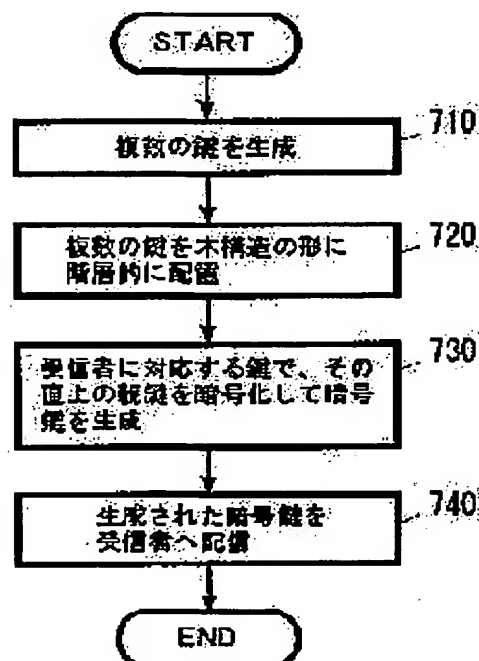 START
複数の鍵を生成
710
複数の鍵を木構造の形に
階層的に配置
720
受信者に対応する鍵で、その
直上の親鍵を暗号化して暗号
鍵を生成
730
生成された暗号鍵を
受信者へ配信
740
END